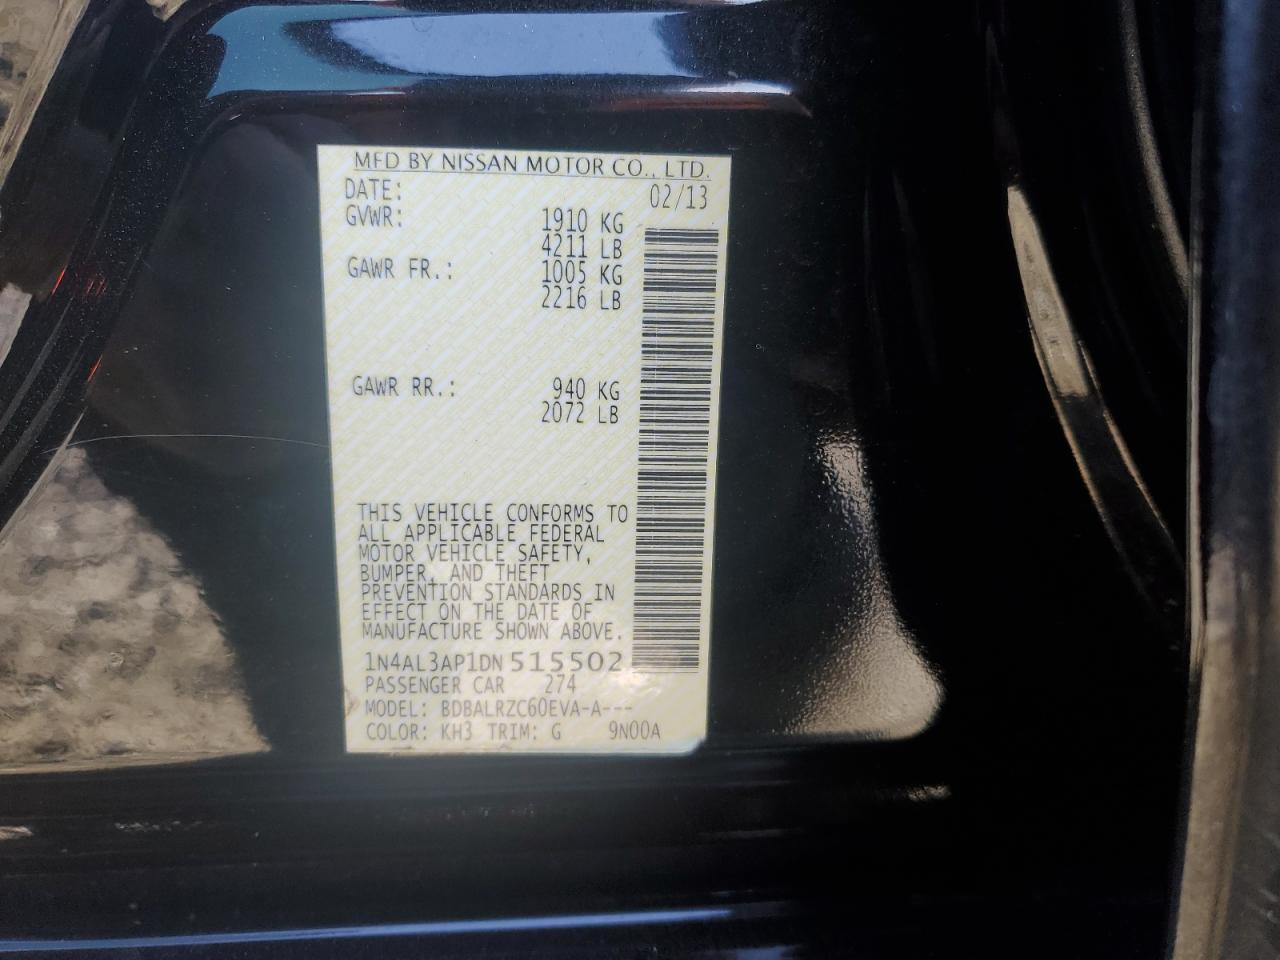 MFD BY NISSAN MOTOR CO., LTD.
DATE: 02/13
GVWR: 1910 KG
4211 LB
GAWR FR.: 1005 KG
2216 LB
GAWR RR.: 940 KG
2072 LB
THIS VEHICLE CONFORMS TO
ALL APPLICABLE FEDERAL
MOTOR VEHICLE SAFETY,
BUMPER, AND THEFT
PREVENTION STANDARDS IN
EFFECT ON THE DATE OF
MANUFACTURE SHOWN ABOVE.
1N4AL3AP1DN515502
PASSENGER CAR 274
MODEL: BDBALRZC60EVA-A---
COLOR: KH3 TRIM: G 9N00A